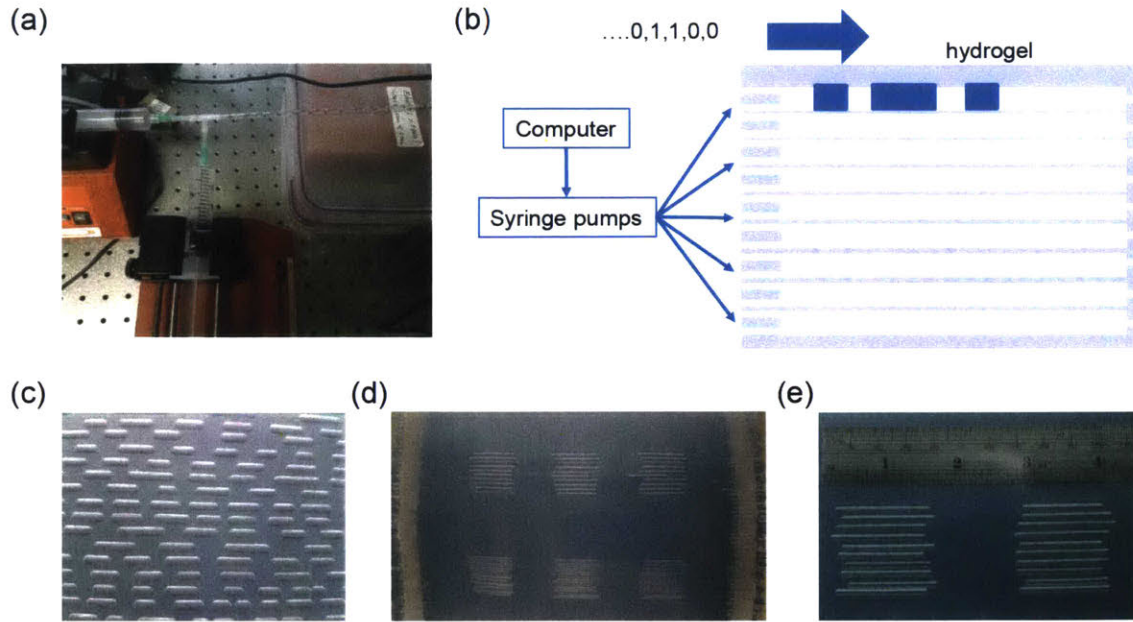 (a)
(b)
....0,1,1,0,0
hydrogel
Computer
Syringe pumps
(c)
(d)
(e)
1 2 3